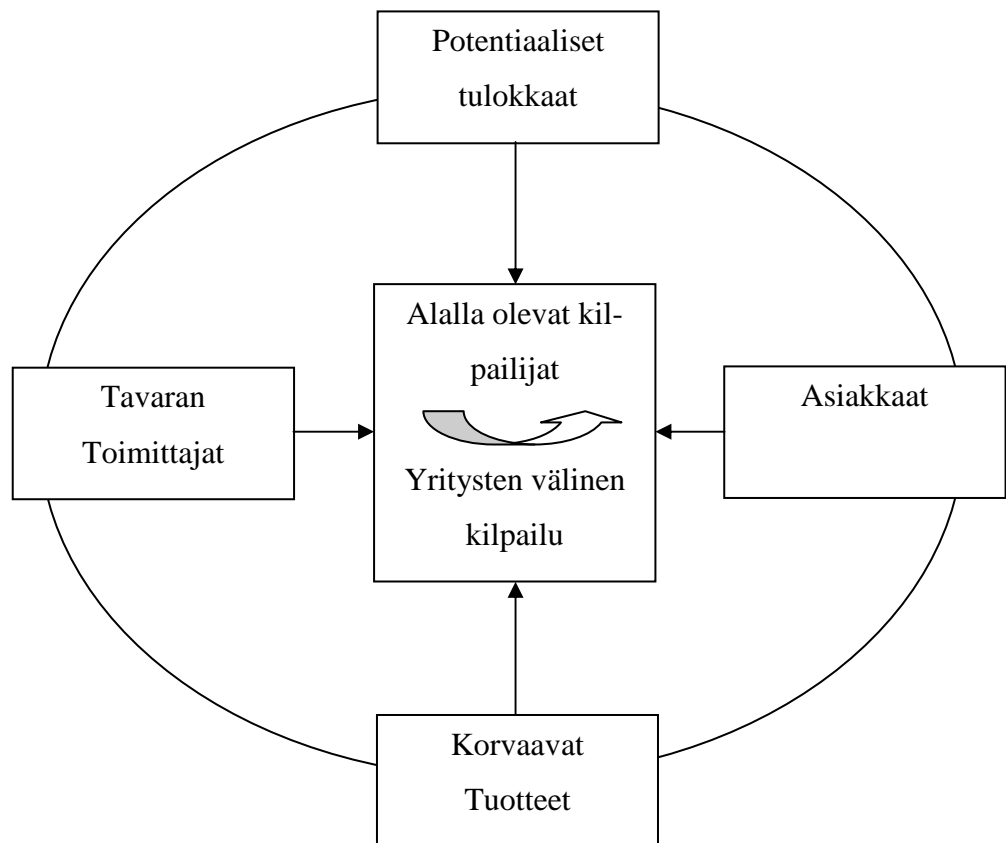 Potentiaaliset
tulokkaat
Alalla olevat kil-
pailijat
Tavaran
Toimittajat
Asiakkaat
Yritysten välinen
kilpailu
Korvaavat
Tuotteet